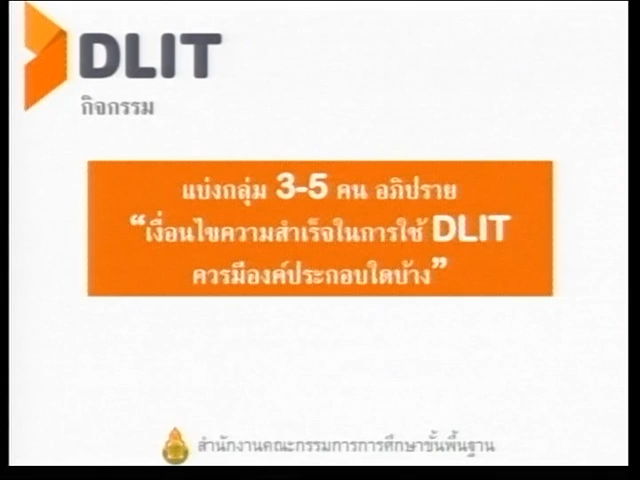 DLIT
กิจกรรม
แบ่งกลุ่ม 3-5 คน อภิปราย
“เงื่อนไขความสำเร็จในการใช้ DLIT
ควรมีองค์ประกอบใดบ้าง”
สำนักงานคณะกรรมการการศึกษาขั้นพื้นฐาน